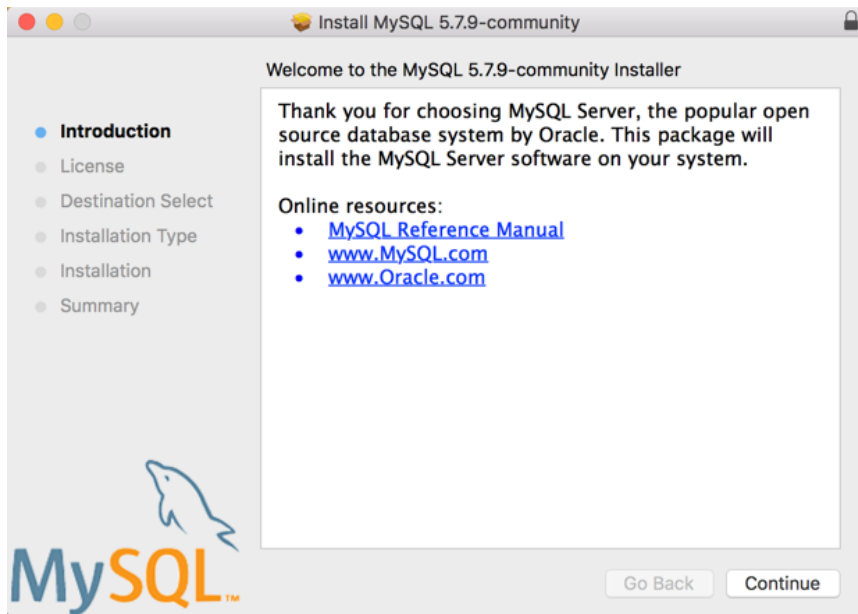 Install MySQL 5.7.9-community
Welcome to the MySQL 5.7.9-community Installer
Introduction
License
Destination Select
Installation Type
Installation
Summary
Thank you for choosing MySQL Server, the popular open
source database system by Oracle. This package will
install the MySQL Server software on your system.
Online resources:
• MySQL Reference Manual
• www.MySQL.com
• www.Oracle.com
MySQL™
Go Back
Continue